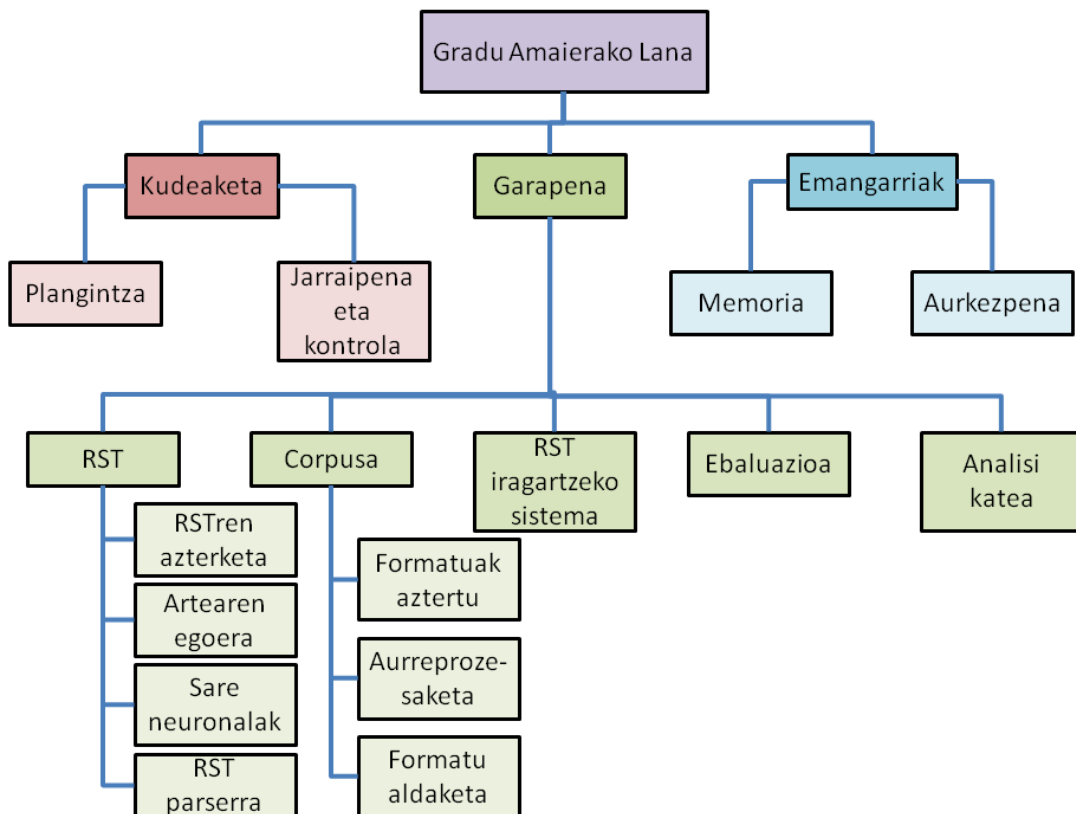 Gradu Amaierako Lana
Kudeaketa
Garapena
Emangarriak
Plangintza
Jarraipena
eta
kontrola
Memoria
Aurkezpena
RST
Corpusa
RST
iragartzeko
sistema
Ebaluazioa
Analisi
katea
RSTren
azterketa
Artearen
egoera
Sare
neuronalak
RST
parserra
Formatuak
aztertu
Aurreproze-
saketa
Formatu
aldaketa